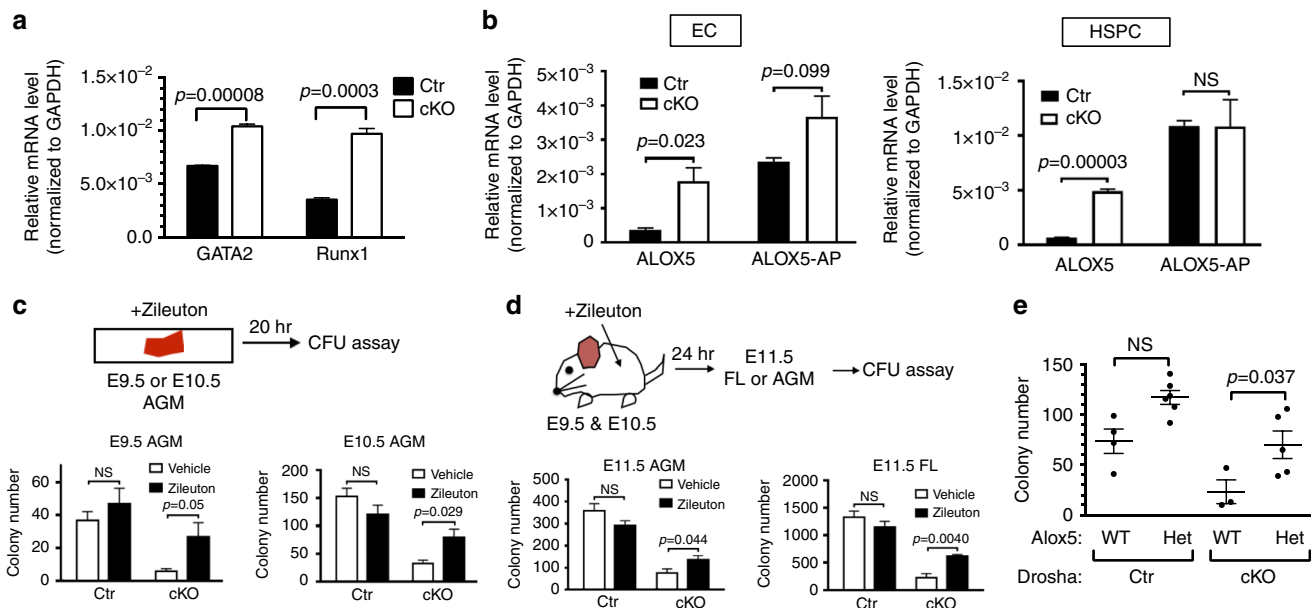 a
Relative mRNA level
(normalized to GAPDH)
1.5×10⁻²
1.0×10⁻²
5.0×10⁻³
0.0
p=0.00008
p=0.0003
Ctr
cKO
GATA2
Runx1
b
EC
Relative mRNA level
(normalized to GAPDH)
5×10⁻³
4×10⁻³
3×10⁻³
2×10⁻³
1×10⁻³
0
Ctr
cKO
p=0.023
p=0.099
ALOX5
ALOX5-AP
HSPC
Relative mRNA level
(normalized to GAPDH)
1.5×10⁻²
1×10⁻²
5×10⁻³
0
Ctr
cKO
NS
p=0.00003
ALOX5
ALOX5-AP
c
+Zileuton
20 hr
CFU assay
E9.5 or E10.5
AGM
E9.5 AGM
Colony number
60
40
20
0
NS
Vehicle
Zileuton
p=0.05
Ctr
cKO
E10.5 AGM
Colony number
200
150
100
50
0
NS
Vehicle
Zileuton
p=0.029
Ctr
cKO
d
+Zileuton
24 hr
E11.5
FL or AGM
CFU assay
E9.5 & E10.5
E11.5 AGM
Colony number
500
400
300
200
100
0
NS
Vehicle
Zileuton
p=0.044
Ctr
cKO
E11.5 FL
Colony number
2000
1500
1000
500
0
NS
Vehicle
Zileuton
p=0.0040
Ctr
cKO
e
Colony number
150
100
50
0
NS
p=0.037
Alox5:
WT
Het
WT
Het
Drosha:
Ctr
cKO